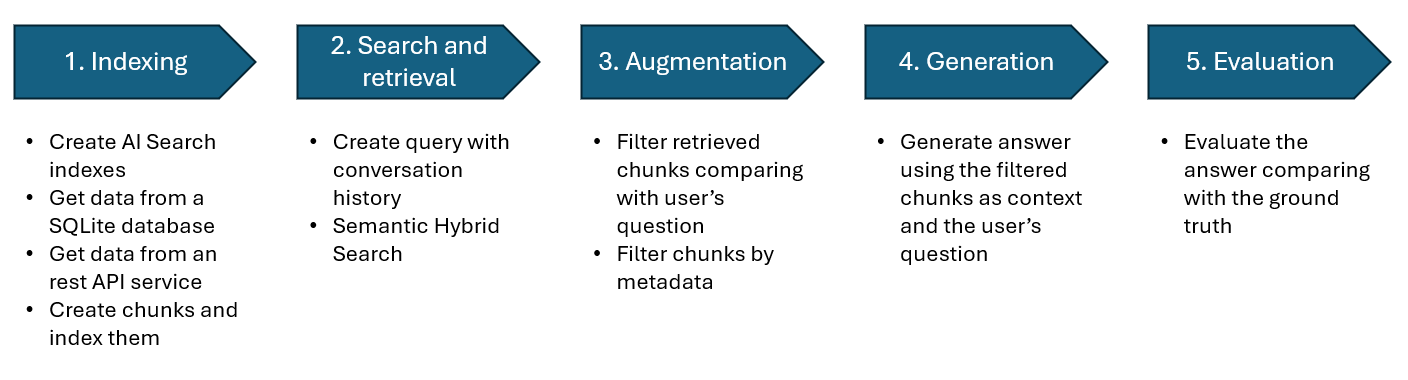 1. Indexing
• Create AI Search
indexes
• Get data from a
SQLite database
• Get data from an
rest API service
• Create chunks and
index them
2. Search and
retrieval
• Create query with
conversation
history
• Semantic Hybrid
Search
3. Augmentation
• Filter retrieved
chunks comparing
with user’s
question
• Filter chunks by
metadata
4. Generation
• Generate answer
using the filtered
chunks as context
and the user’s
question
5. Evaluation
• Evaluate the
answer comparing
with the ground
truth